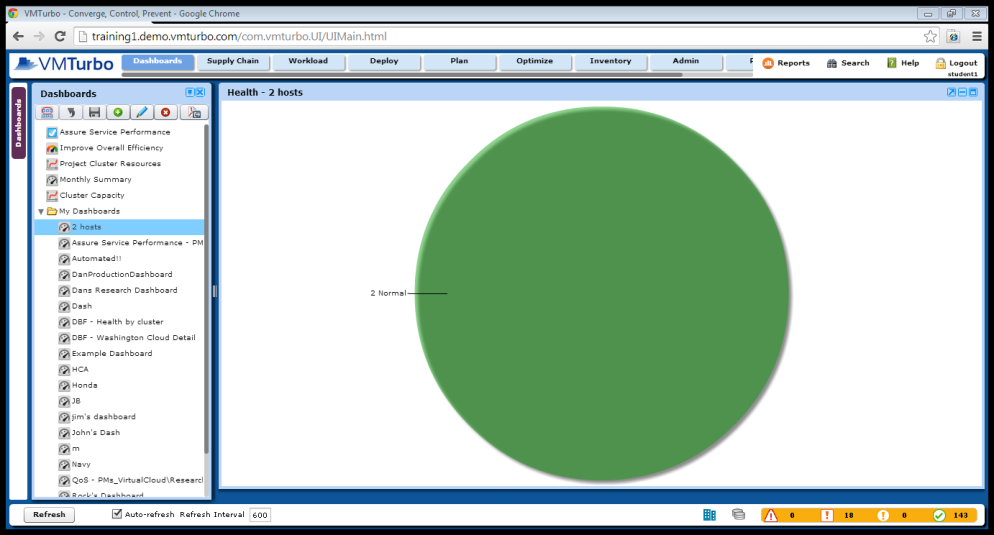 VMTurbo - Converge, Control, Prevent - Google Chrome
training1.demo.vmturbo.com/com.vmturbo.UI/UIMain.html
VMTurbo
Dashboards
Supply Chain
Workload
Deploy
Plan
Optimize
Inventory
Admin
Reports
Search
Help
Logout
student1
Dashboards
Dashboards
Assure Service Performance
Improve Overall Efficiency
Project Cluster Resources
Monthly Summary
Cluster Capacity
My Dashboards
2 hosts
Assure Service Performance - PM
Automated!!
DanProductionDashboard
Dans Research Dashboard
Dash
DBF - Health by cluster
DBF - Washington Cloud Detail
Example Dashboard
HCA
Honda
JB
jim's dashboard
John's Dash
m
Navy
QoS - PMs_VirtualCloud\Researc
Rock's Dashboard
Health - 2 hosts
2 Normal
Refresh
Auto-refresh Refresh Interval 600
0
18
0
143